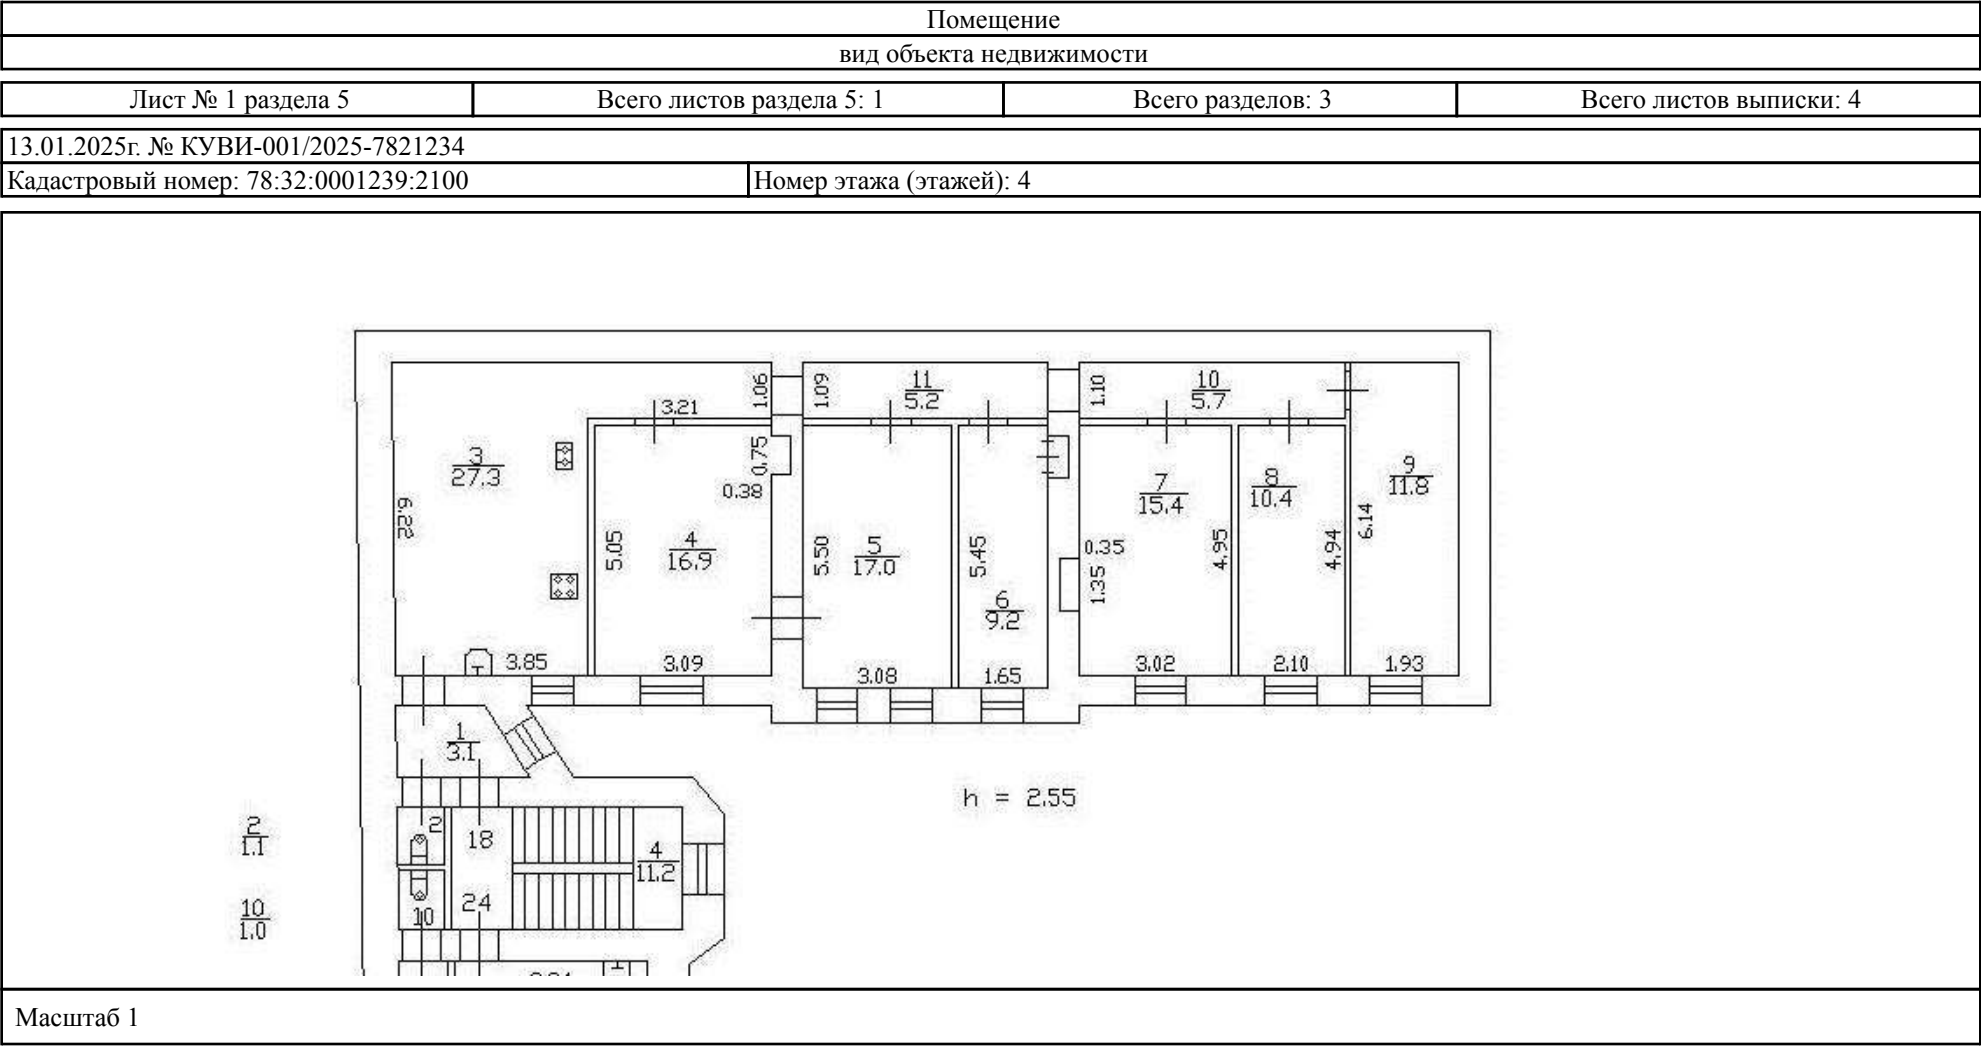 Помещение
вид объекта недвижимости
Лист № 1 раздела 5 Всего листов раздела 5: 1 Всего разделов: 3 Всего листов выписки: 4
13.01.2025г. № КУВИ-001/2025-7821234
Кадастровый номер: 78:32:0001239:2100 Номер этажа (этажей): 4
1.06 1.09 11 1.10 10
5.2 5.7
3.21
3 0.75 9
27.3 11.8
7 8
15.4 10.4
0.38
6.22 6.14
4 5
16.9 17.0
5.05 5.50 5.45 0.35 4.95 4.94
1.35
6
9.2
3.85 3.09 3.08 1.65 3.02 2.10 1.93
1
3.1
h = 2.55
2
1.1
2 18
4
11.2
10
1.0
10 24
Масштаб 1